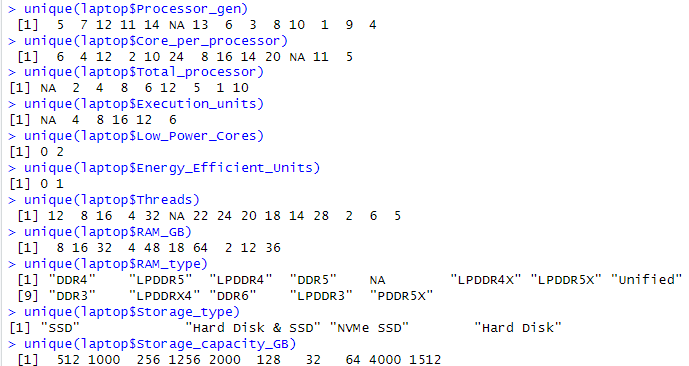 > unique(laptop$Processor_gen)
[1] 5 7 12 11 14 NA 13 6 3 8 10 1 9 4
> unique(laptop$Core_per_processor)
[1] 6 4 12 2 10 24 8 16 14 20 NA 11 5
> unique(laptop$Total_processor)
[1] NA 2 4 8 6 12 5 1 10
> unique(laptop$Execution_units)
[1] NA 4 8 16 12 6
> unique(laptop$Low_Power_Cores)
[1] 0 2
> unique(laptop$Energy_Efficient_Units)
[1] 0 1
> unique(laptop$Threads)
[1] 12 8 16 4 32 NA 22 24 20 18 14 28 2 6 5
> unique(laptop$RAM_GB)
[1] 8 16 32 4 48 18 64 2 12 36
> unique(laptop$RAM_type)
[1] "DDR4" "LPDDR5" "LPDDR4" "DDR5" NA "LPDDR4X" "LPDDR5X" "Unified"
[9] "DDR3" "LPDDRX4" "DDR6" "LPDDR3" "PDDR5X"
> unique(laptop$Storage_type)
[1] "SSD" "Hard Disk & SSD" "NVMe SSD" "Hard Disk"
> unique(laptop$Storage_capacity_GB)
[1] 512 1000 256 1256 2000 128 32 64 4000 1512